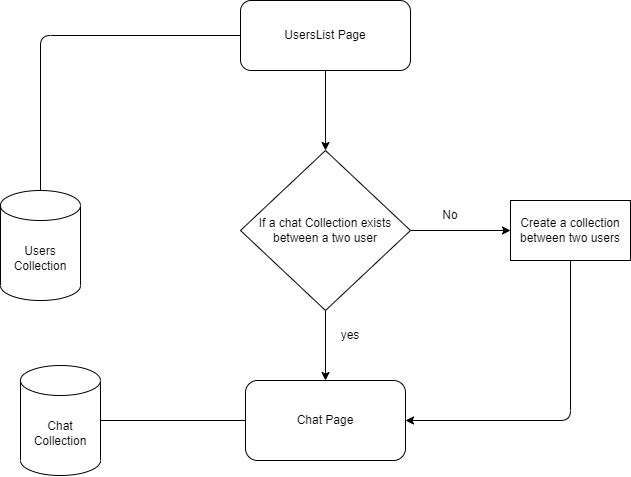 UsersList Page
If a chat Collection exists
between a two user
No
Create a collection
between two users
Users
Collection
yes
Chat
Collection
Chat Page